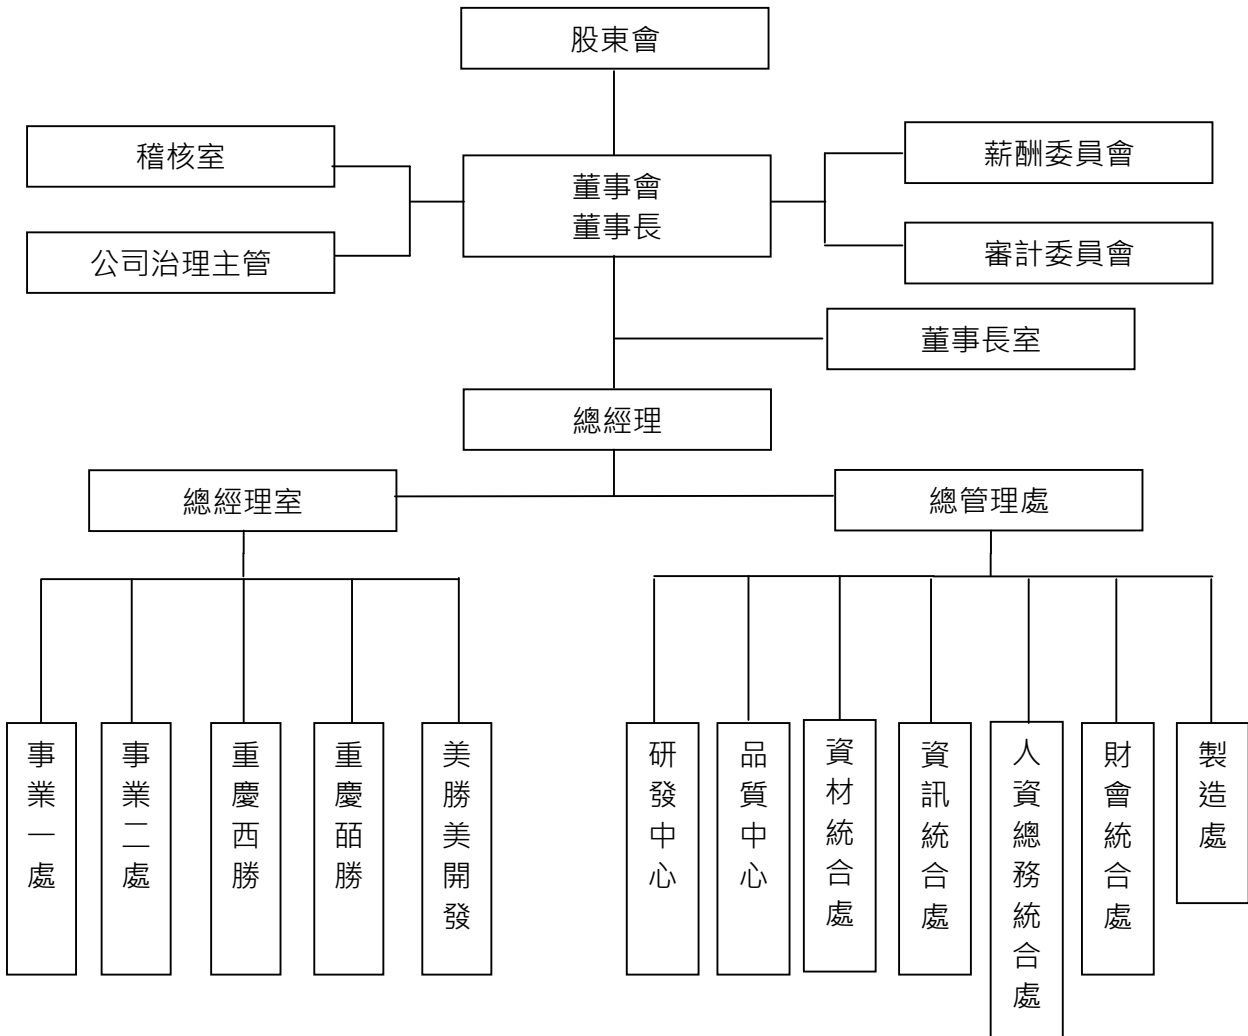 股東會
稽核室
薪酬委員會
董事會
董事長
公司治理主管
審計委員會
董事長室
總經理
總經理室
總管理處
事業一處
事業二處
重慶西勝
重慶皕勝
美勝美開發
研發中心
品質中心
資材統合處
資訊統合處
人資總務統合處
財會統合處
製造處